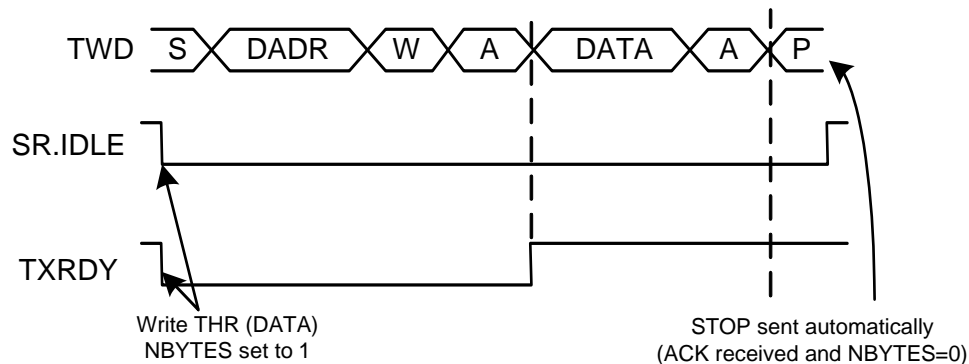 TWD S DADR W A DATA A P
SR.IDLE
TXRDY
Write THR (DATA)
NBYTES set to 1
STOP sent automatically
(ACK received and NBYTES=0)